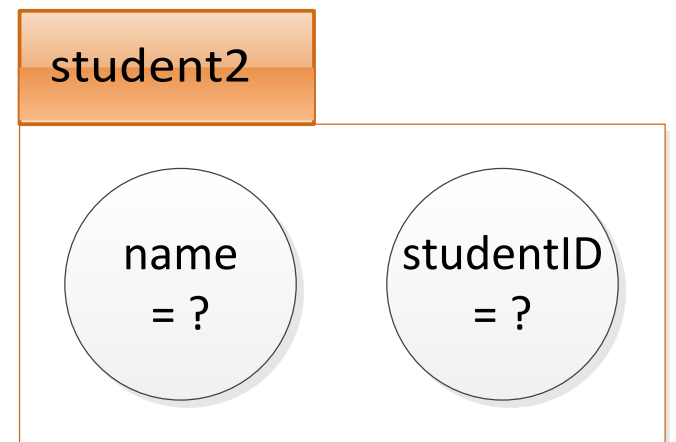 student2
name
= ?
studentID
= ?